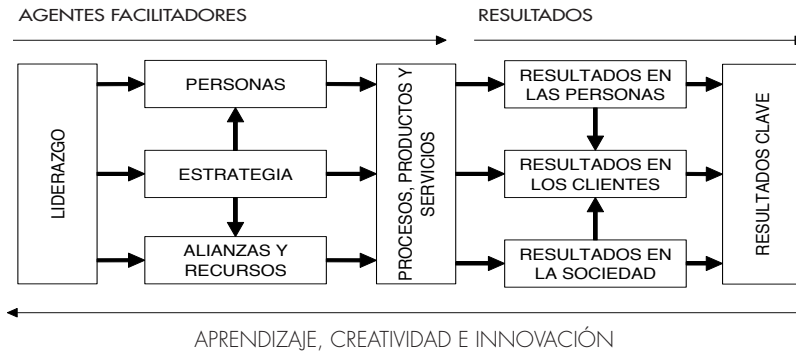 AGENTES FACILITADORES
RESULTADOS
LIDERAZGO
PERSONAS
ESTRATEGIA
ALIANZAS Y
RECURSOS
PROCESOS, PRODUCTOS Y
SERVICIOS
RESULTADOS EN
LAS PERSONAS
RESULTADOS EN
LOS CLIENTES
RESULTADOS EN
LA SOCIEDAD
RESULTADOS CLAVE
APRENDIZAJE, CREATIVIDAD E INNOVACIÓN